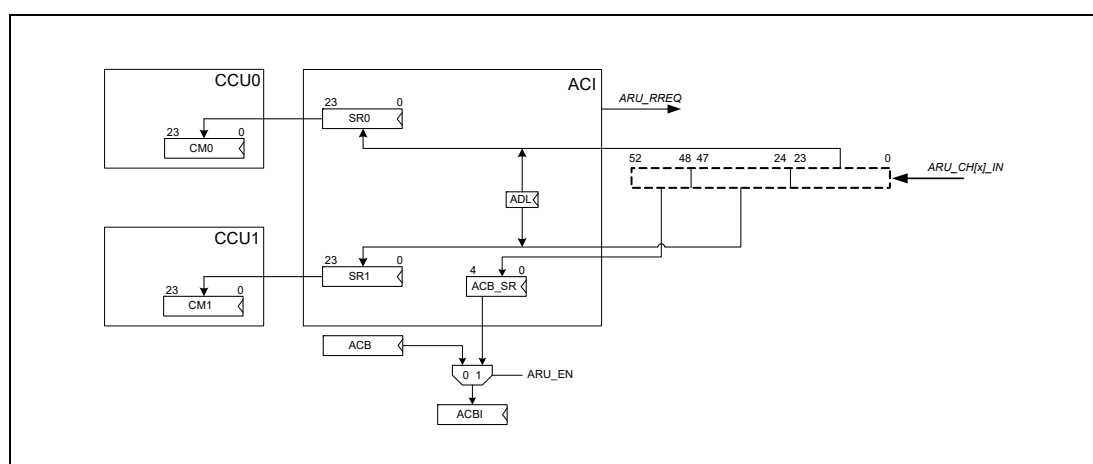 CCU0
ACI
23 0
SR0
ARU_RREQ
23 0
CM0
52 48 47 24 23 0
ARU_CH[x]_IN
ADL
CCU1
23 0
SR1
4 0
ACB_SR
23 0
CM1
ACB
0 1
ARU_EN
ACBI